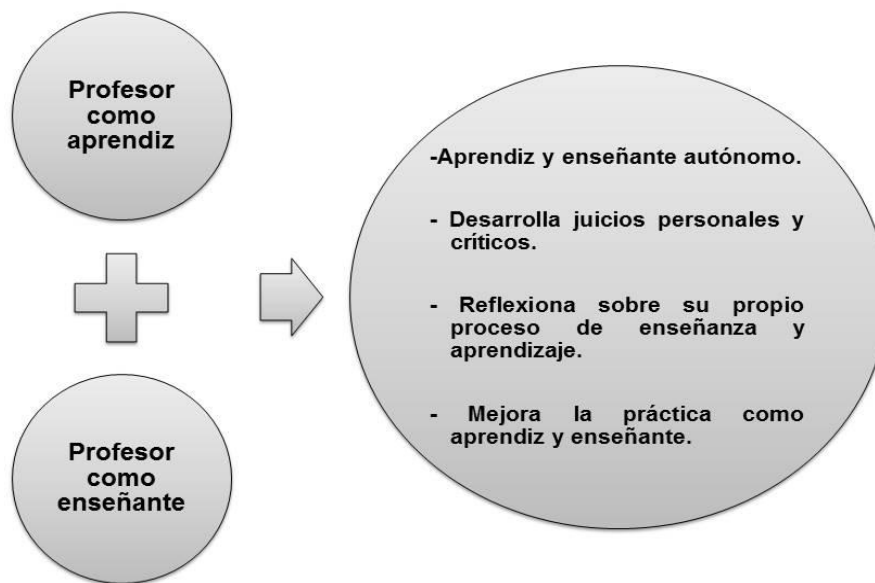 Profesor
como
aprendiz
Profesor
como
enseñante
-Aprendiz y enseñante autónomo.
- Desarrolla juicios personales y
críticos.
- Reflexiona sobre su propio
proceso de enseñanza y
aprendizaje.
- Mejora la práctica como
aprendiz y enseñante.